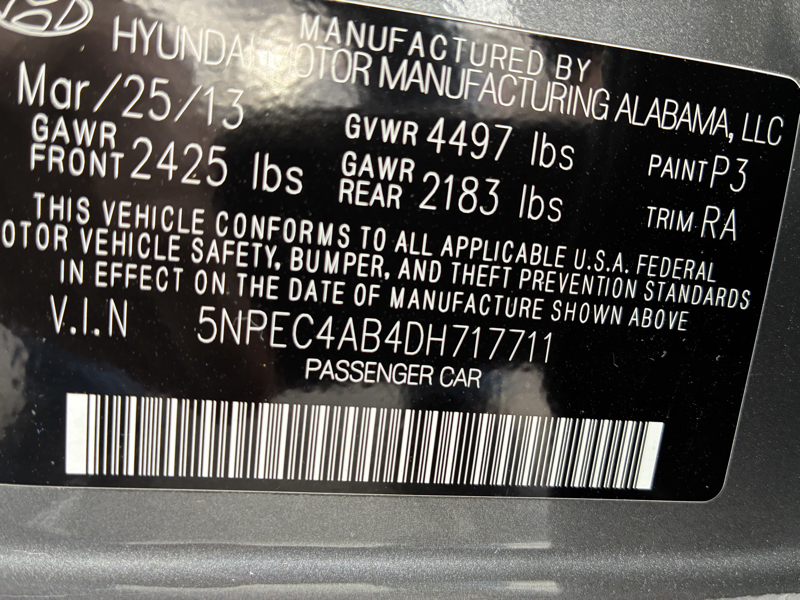 MANUFACTURED BY
HYUNDAI MOTOR MANUFACTURING ALABAMA, LLC
Mar/25/13 GVWR 4497 lbs PAINT P3
GAWR FRONT 2425 lbs GAWR REAR 2183 lbs TRIM RA
THIS VEHICLE CONFORMS TO ALL APPLICABLE U.S.A. FEDERAL
OTOR VEHICLE SAFETY, BUMPER, AND THEFT PREVENTION STANDARDS
IN EFFECT ON THE DATE OF MANUFACTURE SHOWN ABOVE
V.I.N 5NPEC4AB4DH717711
PASSENGER CAR